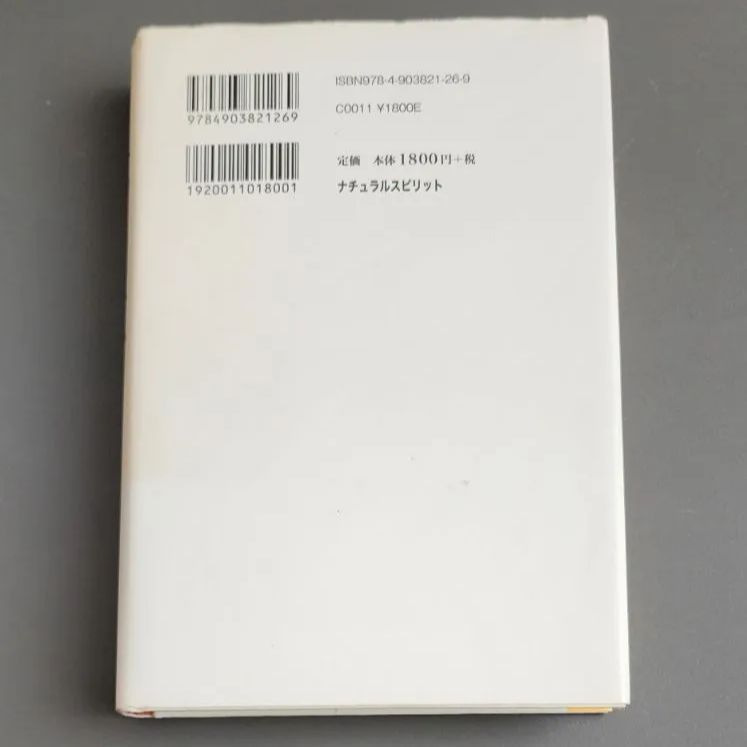 ISBN978-4-903821-26-9
9784903821269
C0011 ¥1800E
定価 本体1800円+税
1920011018001
ナチュラルスピリット